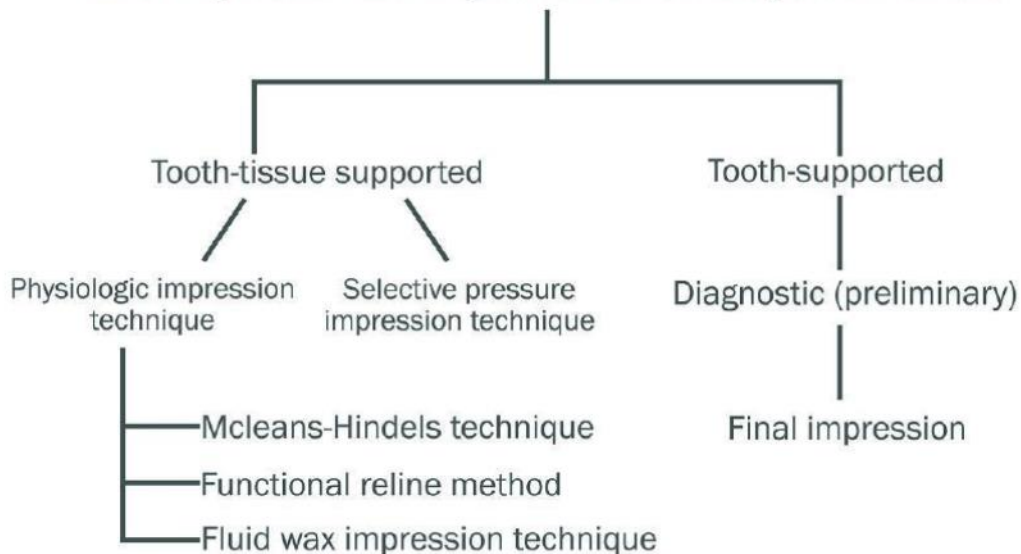 Tooth-tissue supported
Tooth-supported
Physiologic impression
technique
Selective pressure
impression technique
Diagnostic (preliminary)
Mcleans-Hindels technique
Functional reline method
Fluid wax impression technique
Final impression